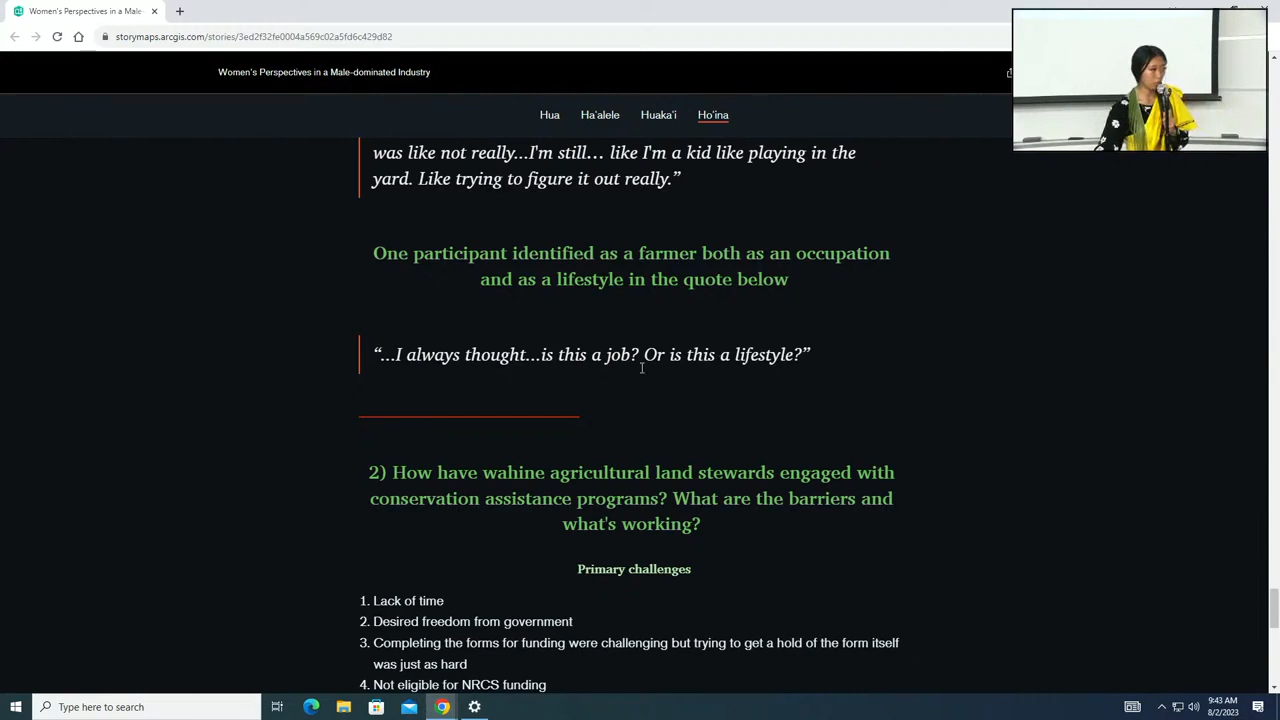 Women's Perspectives in a Male
storymaps.arcgis.com/stories/3ed2f32fe0004a569c02a5fd6c429d82
Women's Perspectives in a Male-dominated Industry
Hua Haʻalele Huakaʻi Hoʻina
was like not really...I'm still... like I'm a kid like playing in the
yard. Like trying to figure it out really.”
One participant identified as a farmer both as an occupation
and as a lifestyle in the quote below
“...I always thought...is this a job? Or is this a lifestyle?”
2) How have wahine agricultural land stewards engaged with
conservation assistance programs? What are the barriers and
what's working?
Primary challenges
1. Lack of time
2. Desired freedom from government
3. Completing the forms for funding were challenging but trying to get a hold of the form itself
was just as hard
4. Not eligible for NRCS funding
Type here to search
9:43 AM
8/2/2023